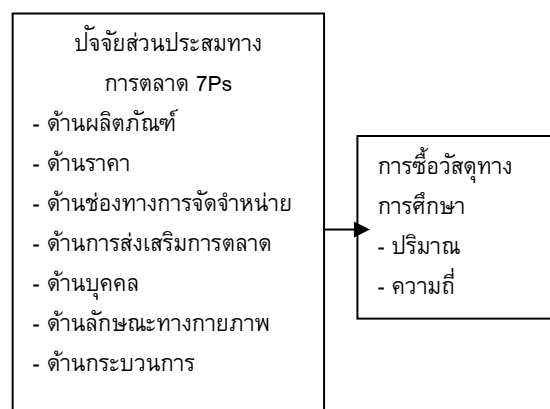 ปัจจัยส่วนประสมทาง
การตลาด 7Ps
- ด้านผลิตภัณฑ์
- ด้านราคา
- ด้านช่องทางการจัดจำหน่าย
- ด้านการส่งเสริมการตลาด
- ด้านบุคคล
- ด้านลักษณะทางกายภาพ
- ด้านกระบวนการ
การซื้อวัสดุทาง
การศึกษา
- ปริมาณ
- ความถี่